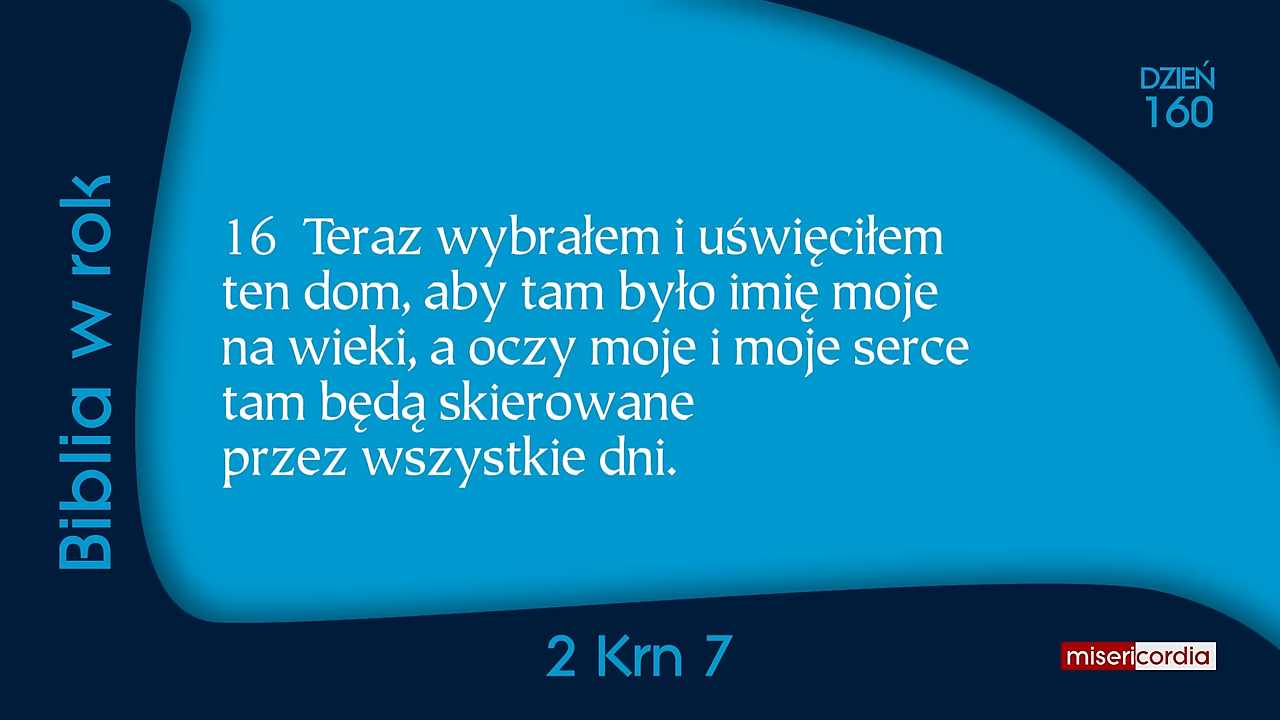 DZIEŃ
160
Biblia w rok
16 Teraz wybrałem i uświęciłem
ten dom, aby tam było imię moje
na wieki, a oczy moje i moje serce
tam będą skierowane
przez wszystkie dni.
2 Krn 7
misericordia